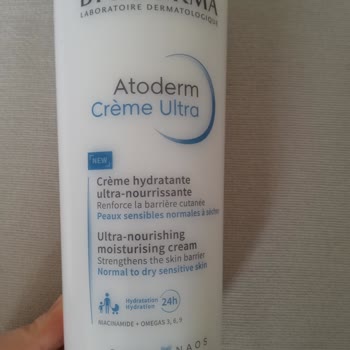 LABORATOIRE DERMATOLOGIQUE
Atoderm
Crème Ultra
NEW
Crème hydratante
ultra-nourrissante
Renforce la barrière cutanée
Peaux sensibles normales à sèches
Ultra-nourishing
moisturising cream
Strengthens the skin barrier
Normal to dry sensitive skin
Hydratation
Hydration
24h
NIACINAMIDE + OMEGAS 3, 6, 9
NAOS